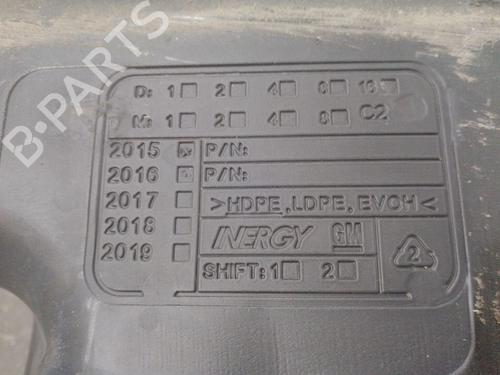 B-PARTS
D: 1 2 4 8 16
M: 1 2 4 8 C2
2015 P/N:
2016 P/N:
2017 >HDPE,LDPE,EVOH<
2018 INERGY GM 2
2019
SHIFT: 1 2